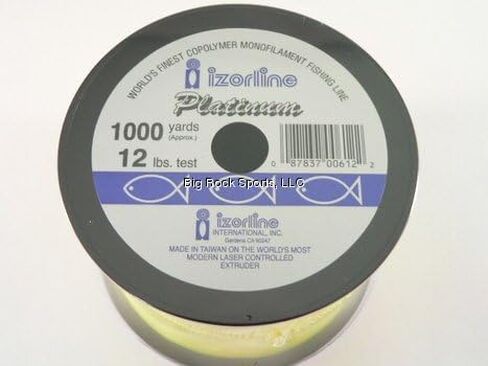 WORLD'S FINEST COPOLYMER MONOFILAMENT FISHING LINE
izorline
Platinum
1000 yards
(Approx.)
12 lbs. test
0 87837 00612 2
Big Rock Sports, LLC
izorline
INTERNATIONAL, INC.
Gardena CA 90247
MADE IN TAIWAN ON THE WORLD'S MOST
MODERN LASER CONTROLLED
EXTRUDER